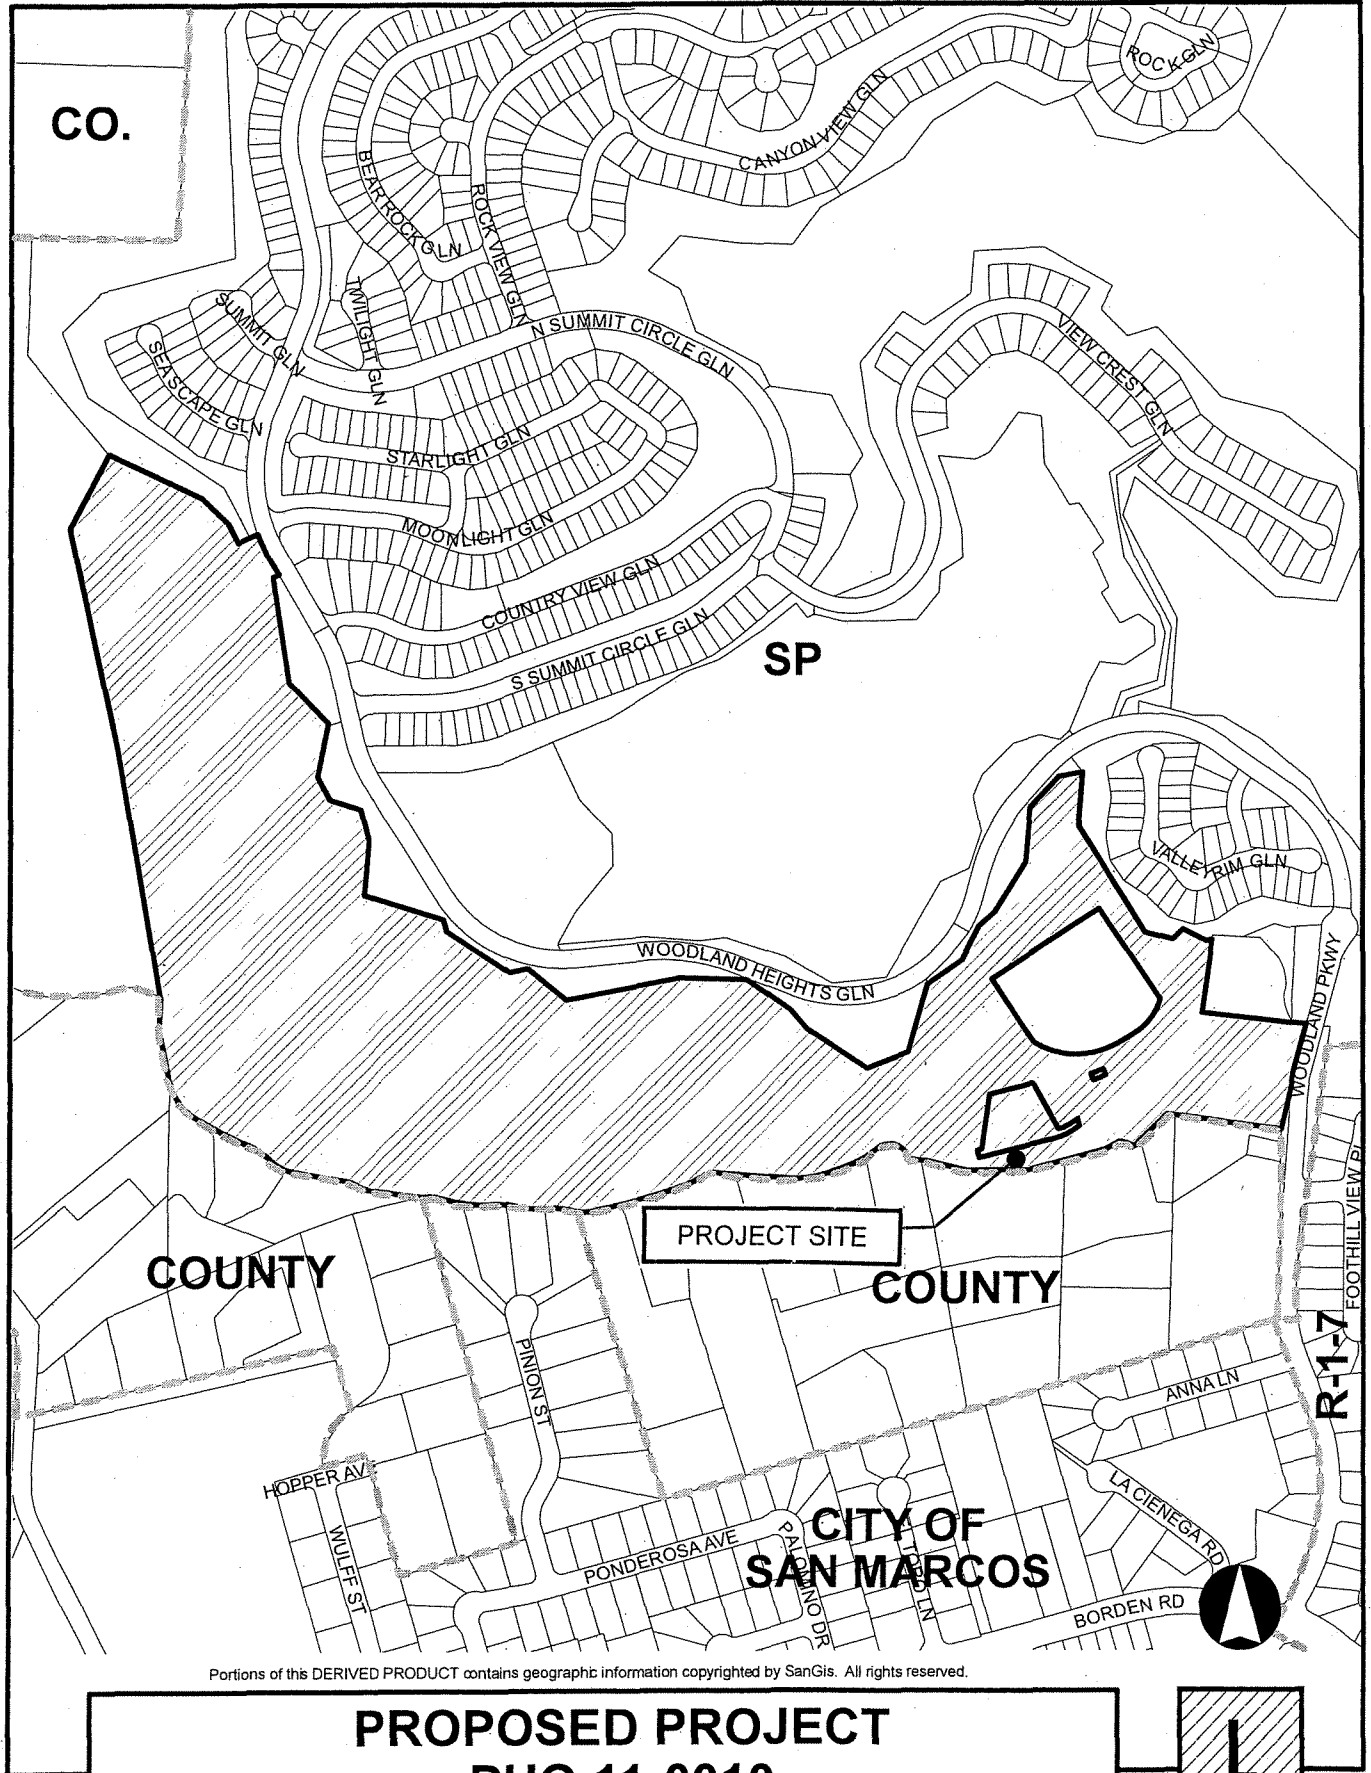 ROCK GLN
CO.
CANYON VIEW GLN
BEAR ROCK GLN
ROCK VIEW GLN
TWILIGHT GLN
SUMMIT GLN
SEASCAPE GLN
N SUMMIT CIRCLE GLN
VIEW CREST GLN
STARLIGHT GLN
MOONLIGHT GLN
COUNTRY VIEW GLN
S SUMMIT CIRCLE GLN
SP
VALLEY RIM GLN
WOODLAND HEIGHTS GLN
WOODLAND PKWY
PROJECT SITE
FOOTHILL VIEW PL
COUNTY
COUNTY
R-1-7
PINION ST
ANNA LN
HOPPER AV
LA CIENEGA RD
WULFF ST
PONDEROSA AVE
PALOMINO DR
CITY OF
SAN MARCOS
BORDEN RD
Portions of this DERIVED PRODUCT contains geographic information copyrighted by SanGis. All rights reserved.
PROPOSED PROJECT